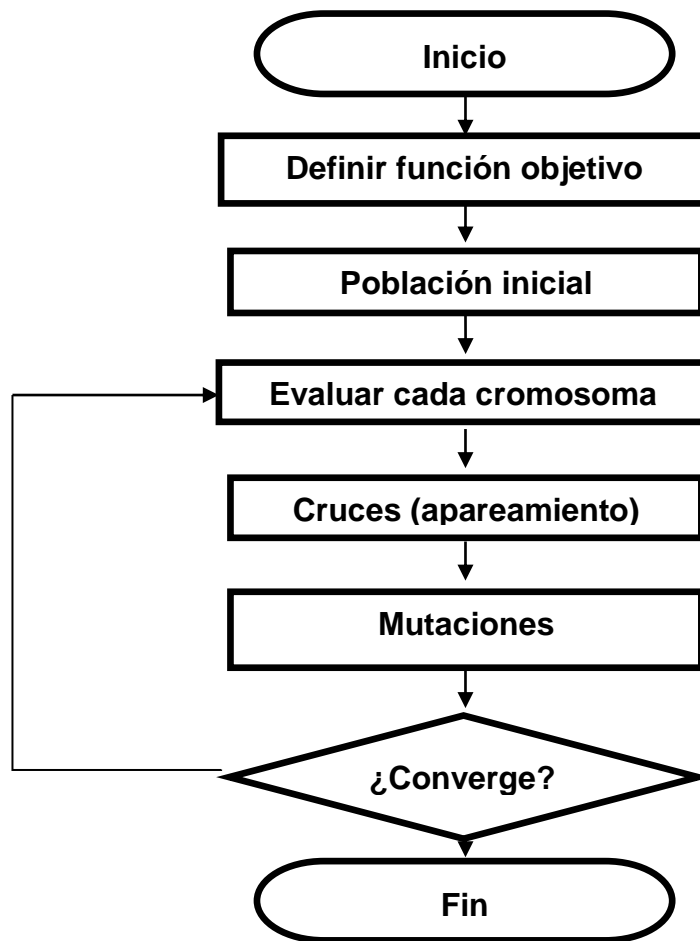 Inicio
Definir función objetivo
Población inicial
Evaluar cada cromosoma
Cruces (apareamiento)
Mutaciones
¿Converge?
Fin